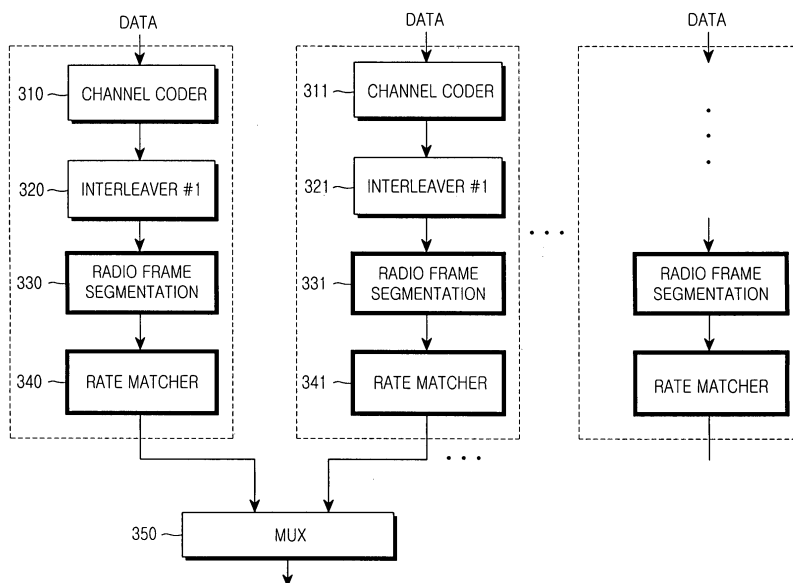 DATA
DATA
DATA
310
CHANNEL CODER
311
CHANNEL CODER
320
INTERLEAVER #1
321
INTERLEAVER #1
330
RADIO FRAME
SEGMENTATION
331
RADIO FRAME
SEGMENTATION
RADIO FRAME
SEGMENTATION
340
RATE MATCHER
341
RATE MATCHER
RATE MATCHER
350
MUX